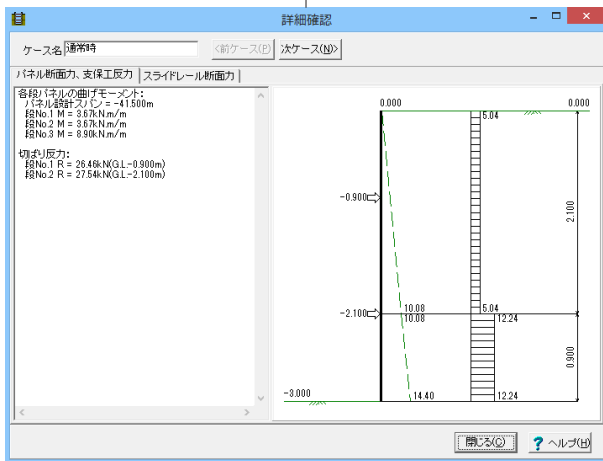 詳細確認
ケース名 通常時 <前ケース(P) 次ケース(N)>
パネル断面力、支保工反力 スライドレール断面力
各段パネルの曲げモーメント:
パネル設計スパン = -41.500m
段No.1 M = 3.67kN.m/m
段No.2 M = 3.67kN.m/m
段No.3 M = 8.90kN.m/m
切ばり反力:
段No.1 R = 26.46kN(G.L-0.900m)
段No.2 R = 27.54kN(G.L-2.100m)
0.000 0.000
5.04
-0.900
2.100
-2.100 10.08 5.04
10.08 12.24
0.900
-3.000 14.40 12.24
閉じる(C) ? ヘルプ(H)